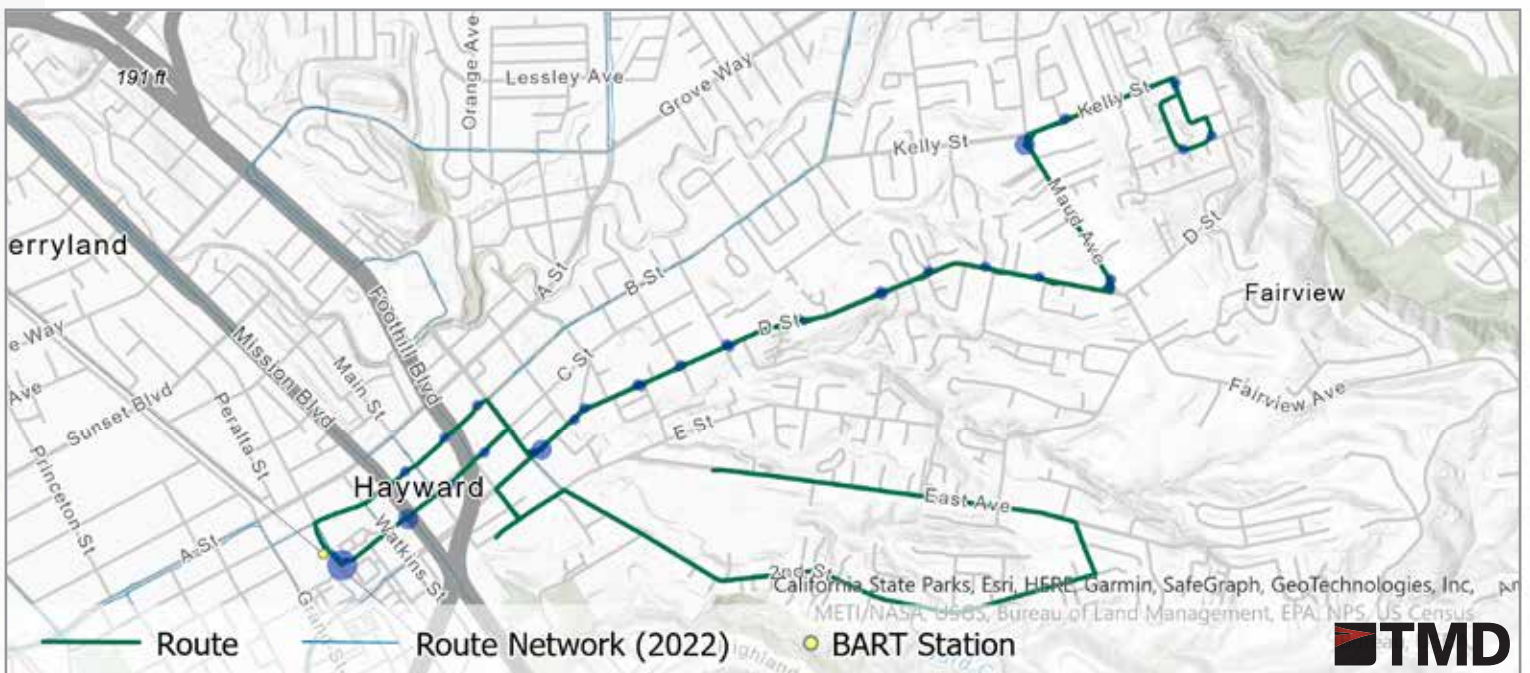 191 ft
Orange Ave
Lessley Ave
Grove Way
Kelly St
Kelly St
Maud Ave
D St
erryland
A St
B St
Fairview
Foothill Blvd
D St
e Way
Mission Blvd
Main St
C St
Fairview Ave
Ave
Sunset Blvd
Peralta St
E St
Princeton St
Hayward
East Ave
Watkins St
A St
2nd St
California State Parks, Esri, HERE, Garmin, SafeGraph, GeoTechnologies, Inc,
METI/NASA, USGS, Bureau of Land Management, EPA, NPS, US Census
Route
Route Network (2022)
BART Station
TMD